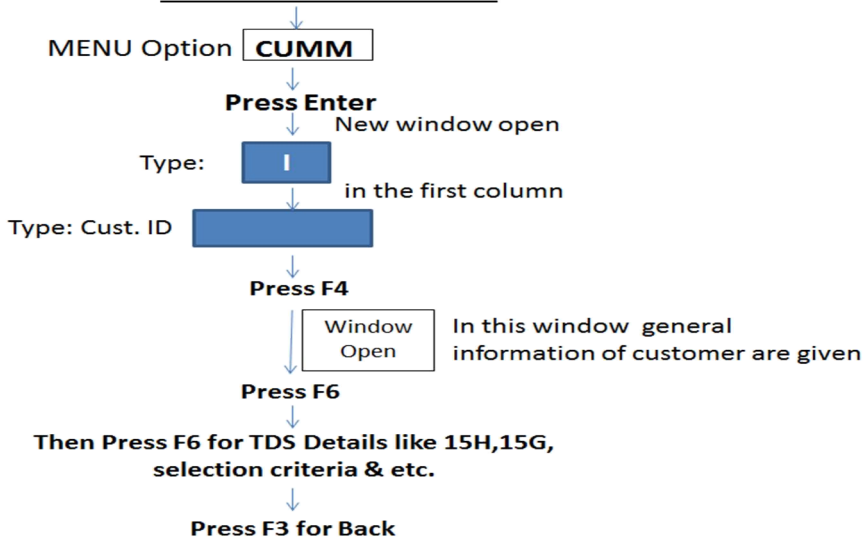 MENU Option CUMM
Press Enter
New window open
Type: I
in the first column
Type: Cust. ID
Press F4
Window Open
In this window general
information of customer are given
Press F6
Then Press F6 for TDS Details like 15H,15G,
selection criteria & etc.
Press F3 for Back